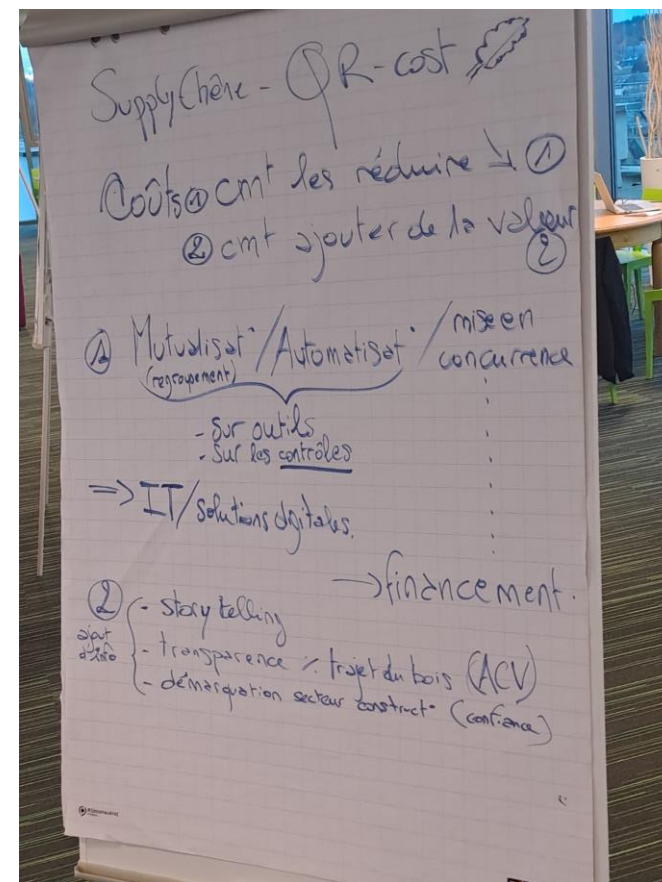 SupplyChêne - QR-cost
Coûts ① cmt les réduire ↘ ①
② cmt ajouter de la valeur
②
① Mutualisat° / Automatisat° / mise en
(regroupement) concurrence
- Sur outils
- Sur les contrôles
=> IT/solutions digitales.
→ financement.
② - story telling
ajout - transparence % trajet du bois (ACV)
d'info - démarquation secteur construct° (confiance)